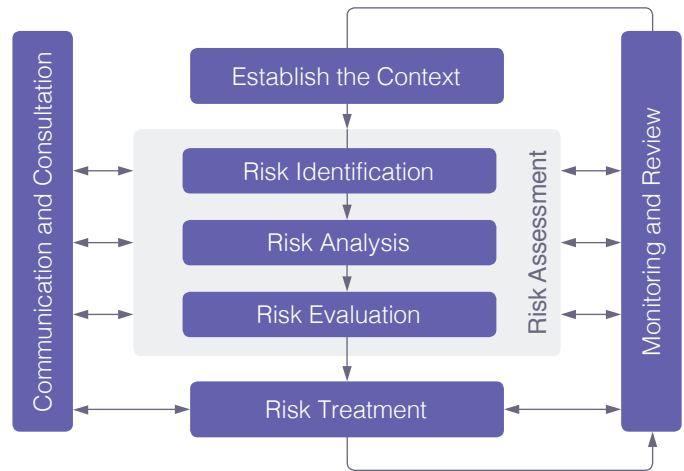 Communication and Consultation
Establish the Context
Risk Identification
Risk Analysis
Risk Evaluation
Risk Treatment
Risk Assessment
Monitoring and Review